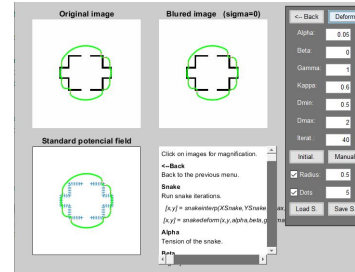 Original image
Blured image (sigma=0)
Standard potencial field
Click on images for magnification.
<--Back
Back to the previous menu.
Snake
Run snake iterations.
[x,y] = snakeinterp(XSnake,YSnake
[x,y] = snakedeform(x,y,alpha,beta,g
Alpha
Tension of the snake.
Beta
<-- Back
Deform
Alpha:
0.05
Beta:
0
Gamma:
1
Kappa:
0.6
Dmin:
0.5
Dmax:
2
Iterat.:
40
Initial
Manual
Radius:
0.5
Dots
5
Load S.
Save S.